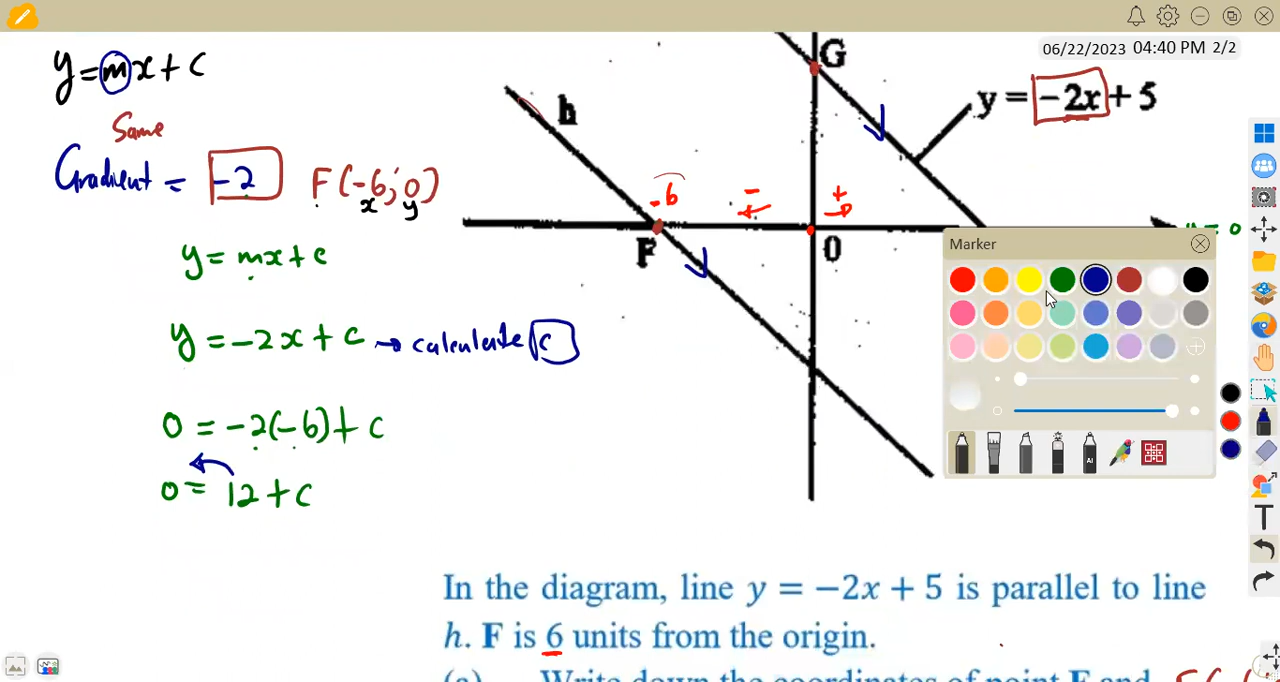 06/22/2023 04:40 PM 2/2
y = mx + c
Same
Gradient = -2
F(-6; 0)
x y
y = mx + c
y = -2x + c → calculate c
0 = -2(-6) + c
0 = 12 + c
G
y = -2x + 5
h
-6
-
+
F
0
Marker
AI
T
In the diagram, line y = −2x + 5 is parallel to line
h. F is 6 units from the origin.